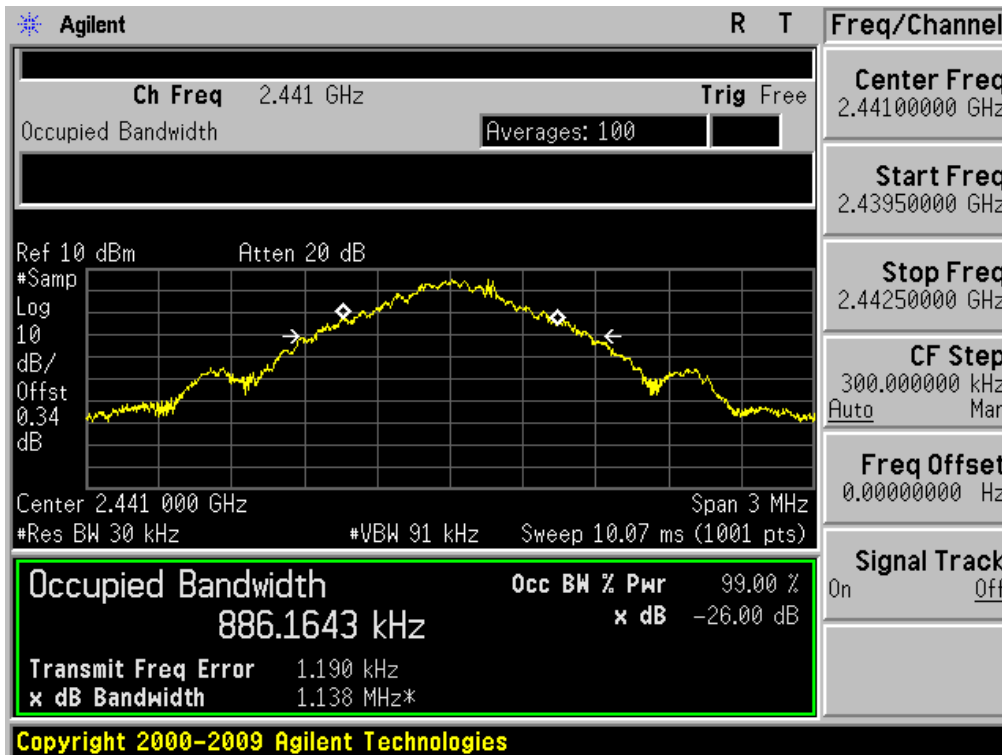 Agilent R T Freq/Channel
Ch Freq 2.441 GHz Trig Free
Occupied Bandwidth Averages: 100
Center Freq
2.44100000 GHz
Start Freq
2.43950000 GHz
Stop Freq
2.44250000 GHz
CF Step
300.000000 kHz
Auto Man
Freq Offset
0.00000000 Hz
Signal Track
On Off
Ref 10 dBm Atten 20 dB
#Samp
Log
10
dB/
Offst
0.34
dB
Center 2.441 000 GHz Span 3 MHz
#Res BW 30 kHz #VBW 91 kHz Sweep 10.07 ms (1001 pts)
Occupied Bandwidth Occ BW % Pwr 99.00 %
886.1643 kHz x dB -26.00 dB
Transmit Freq Error 1.190 kHz
x dB Bandwidth 1.138 MHz*
Copyright 2000-2009 Agilent Technologies